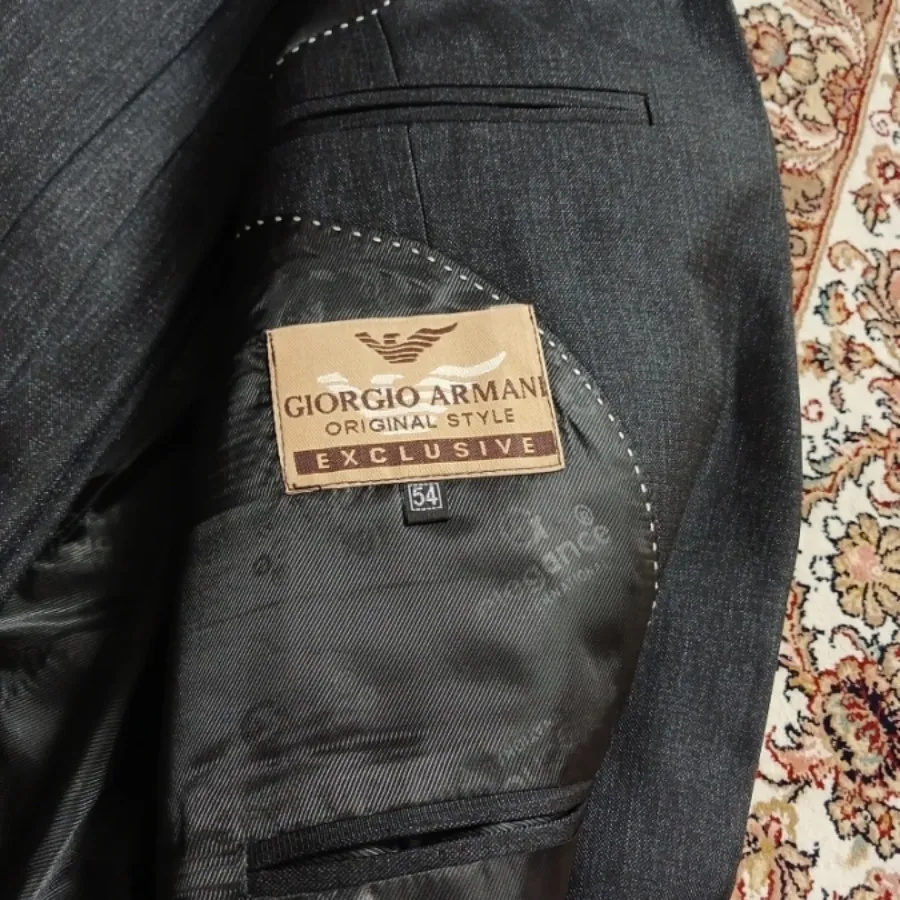 GIORGIO ARMANI
ORIGINAL STYLE
EXCLUSIVE
54